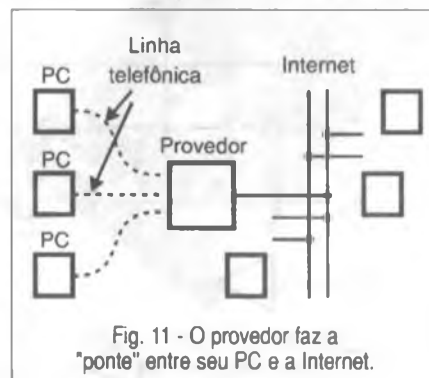 Linha
telefônica
Internet
PC
Provedor
PC
PC
Fig. 11 - O provedor faz a
"ponte" entre seu PC e a Internet.